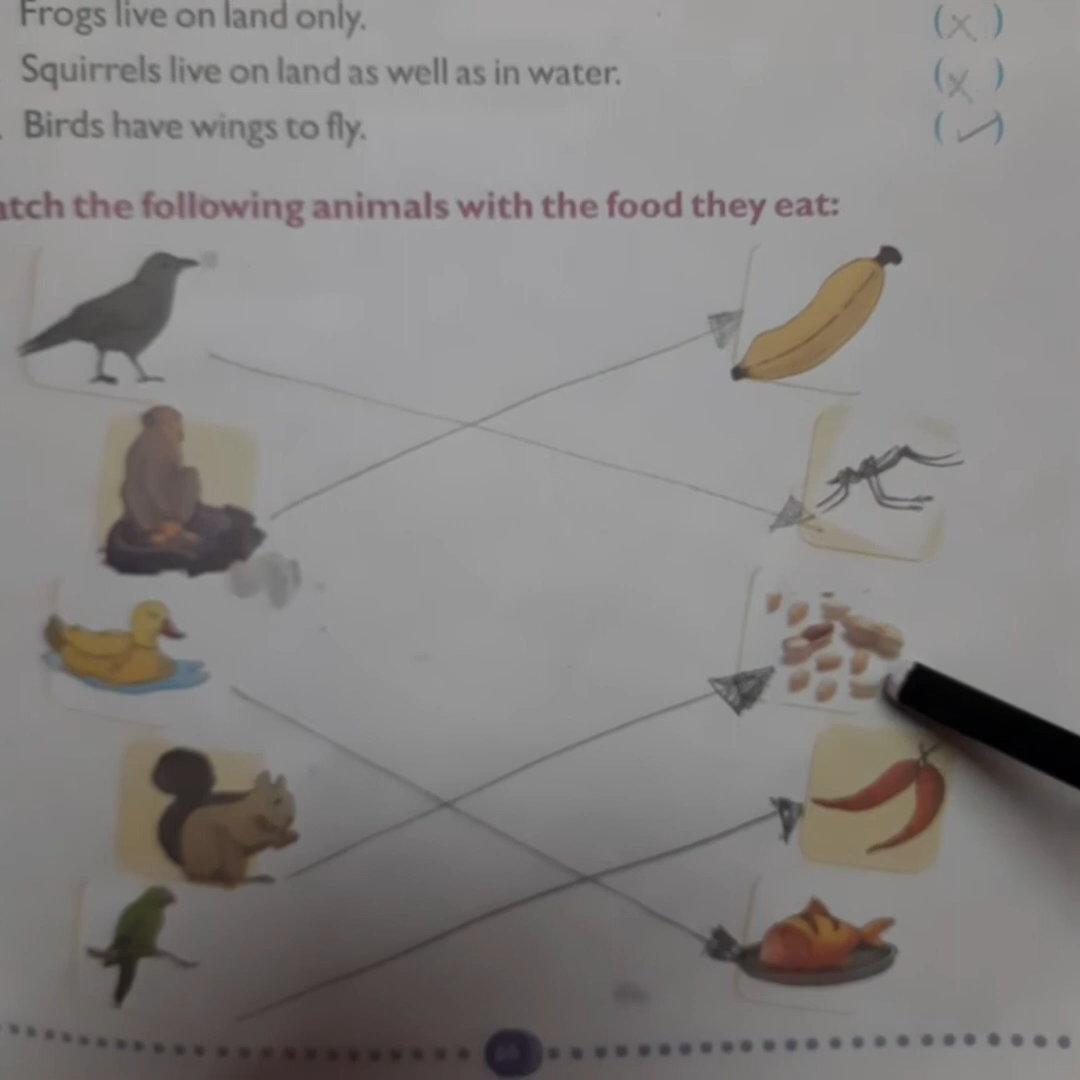 Frogs live on land only. (x)
Squirrels live on land as well as in water. (x)
Birds have wings to fly. (✓)
atch the following animals with the food they eat: